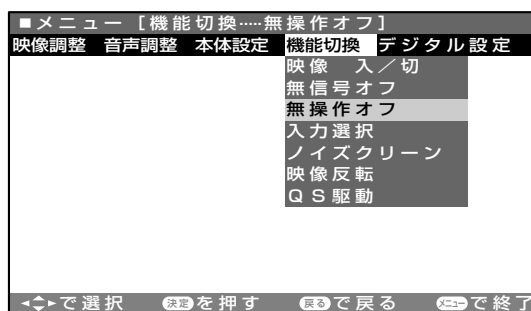 ■メニュー [機能切換……無操作オフ]
映像調整 音声調整 本体設定 機能切換 デジタル設定
映像 入／切
無信号オフ
無操作オフ
入力選択
ノイズクリーン
映像反転
QS駆動
で選択 決定を押す 戻るで戻る メニューで終了